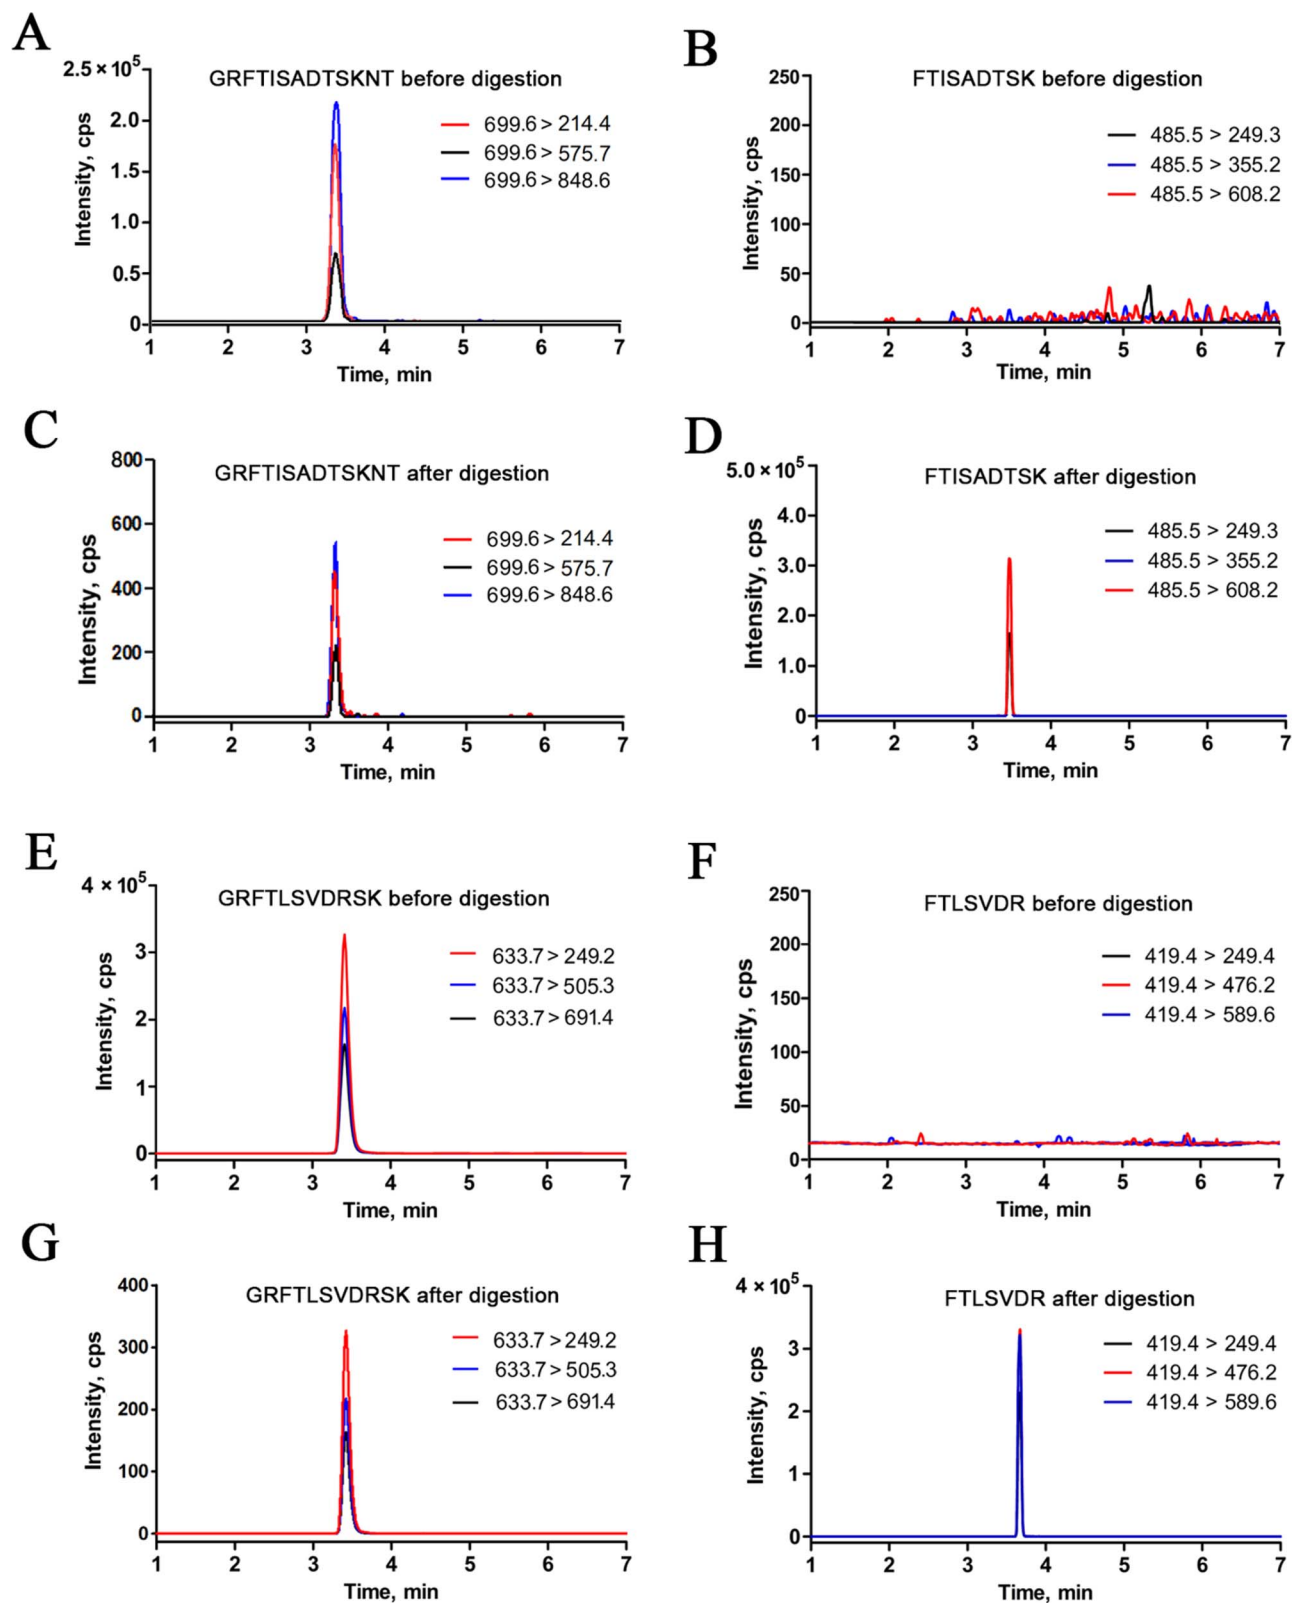 A
GRFTISADTSKNT before digestion
2.5 × 10⁵
2.0
1.5
1.0
0.5
0
Intensity, cps
699.6 > 214.4
699.6 > 575.7
699.6 > 848.6
1 2 3 4 5 6 7
Time, min
B
FTISADTSK before digestion
250
200
150
100
50
0
Intensity, cps
485.5 > 249.3
485.5 > 355.2
485.5 > 608.2
1 2 3 4 5 6 7
Time, min
C
GRFTISADTSKNT after digestion
800
600
400
200
0
Intensity, cps
699.6 > 214.4
699.6 > 575.7
699.6 > 848.6
1 2 3 4 5 6 7
Time, min
D
FTISADTSK after digestion
5.0 × 10⁵
4.0
3.0
2.0
1.0
0
Intensity, cps
485.5 > 249.3
485.5 > 355.2
485.5 > 608.2
1 2 3 4 5 6 7
Time, min
E
GRFTLSVDRSK before digestion
4 × 10⁵
3
2
1
0
Intensity, cps
633.7 > 249.2
633.7 > 505.3
633.7 > 691.4
1 2 3 4 5 6 7
Time, min
F
FTLSVDR before digestion
250
200
150
100
50
0
Intensity, cps
419.4 > 249.4
419.4 > 476.2
419.4 > 589.6
1 2 3 4 5 6 7
Time, min
G
GRFTLSVDRSK after digestion
400
300
200
100
0
Intensity, cps
633.7 > 249.2
633.7 > 505.3
633.7 > 691.4
1 2 3 4 5 6 7
Time, min
H
FTLSVDR after digestion
4 × 10⁵
3
2
1
0
Intensity, cps
419.4 > 249.4
419.4 > 476.2
419.4 > 589.6
1 2 3 4 5 6 7
Time, min